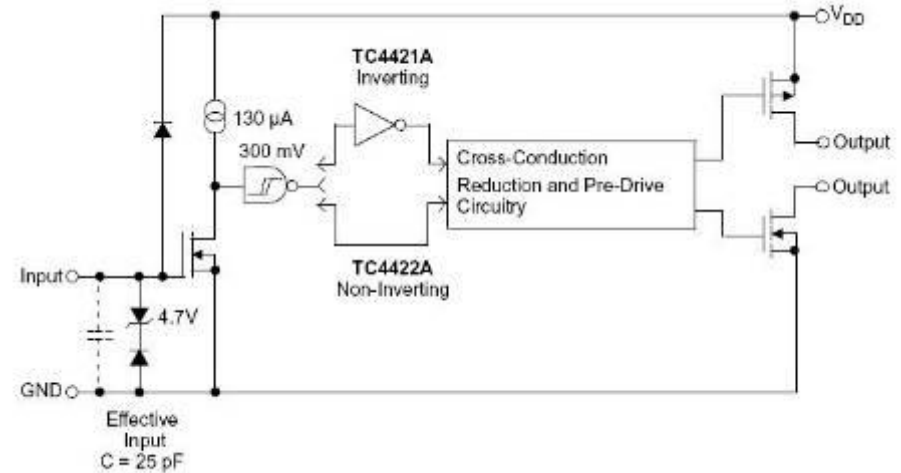 VDD
TC4421A
Inverting
130 µA
300 mV
Cross-Conduction
Reduction and Pre-Drive
Circuitry
Output
Output
TC4422A
Non-Inverting
Input
4.7V
GND
Effective
Input
C = 25 pF